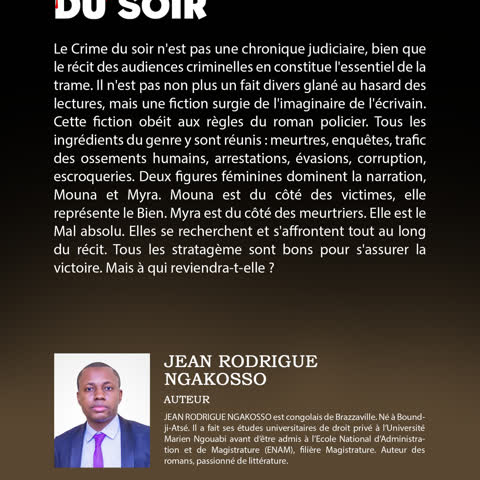 DU SOIR
Le Crime du soir n'est pas une chronique judiciaire, bien que
le récit des audiences criminelles en constitue l'essentiel de la
trame. Il n'est pas non plus un fait divers glané au hasard des
lectures, mais une fiction surgie de l'imaginaire de l'écrivain.
Cette fiction obéit aux règles du roman policier. Tous les
ingrédients du genre y sont réunis : meurtres, enquêtes, trafic
des ossements humains, arrestations, évasions, corruption,
escroqueries. Deux figures féminines dominent la narration,
Mouna et Myra. Mouna est du côté des victimes, elle
représente le Bien. Myra est du côté des meurtriers. Elle est le
Mal absolu. Elles se recherchent et s'affrontent tout au long
du récit. Tous les stratagème sont bons pour s'assurer la
victoire. Mais à qui reviendra-t-elle ?
JEAN RODRIGUE
NGAKOSSO
AUTEUR
JEAN RODRIGUE NGAKOSSO est congolais de Brazzaville. Né à Bound-
ji-Atsé. Il a fait ses études universitaires de droit privé à l'Université
Marien Ngouabi avant d'être admis à l'Ecole National d'Administra-
tion et de Magistrature (ENAM), filière Magistrature. Auteur des
romans, passionné de littérature.